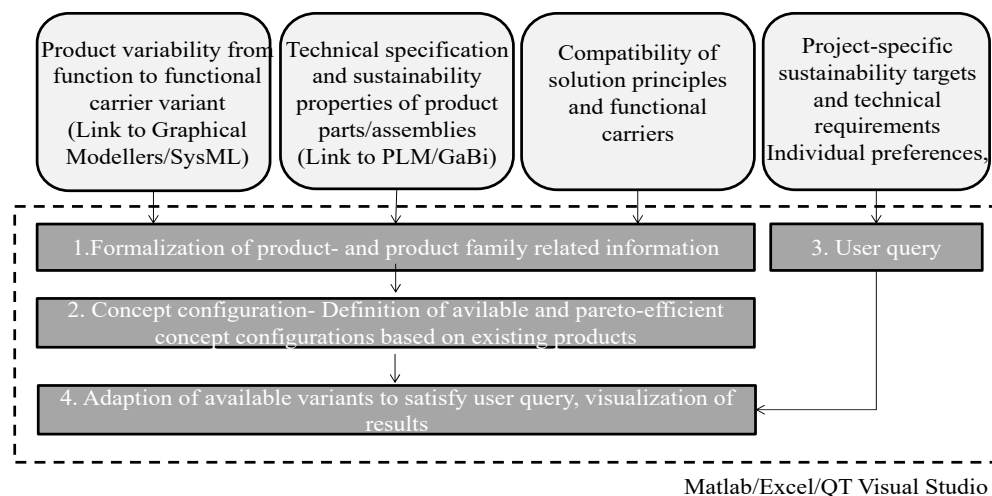 Product variability from
function to functional
carrier variant
(Link to Graphical
Modellers/SysML)
Technical specification
and sustainability
properties of product
parts/assemblies
(Link to PLM/GaBi)
Compatibility of
solution principles
and functional
carriers
Project-specific
sustainability targets
and technical
requirements
Individual preferences,
1.Formalization of product- and product family related information
3. User query
2. Concept configuration- Definition of avilable and pareto-efficient
concept configurations based on existing products
4. Adaption of available variants to satisfy user query, visualization of
results
Matlab/Excel/QT Visual Studio